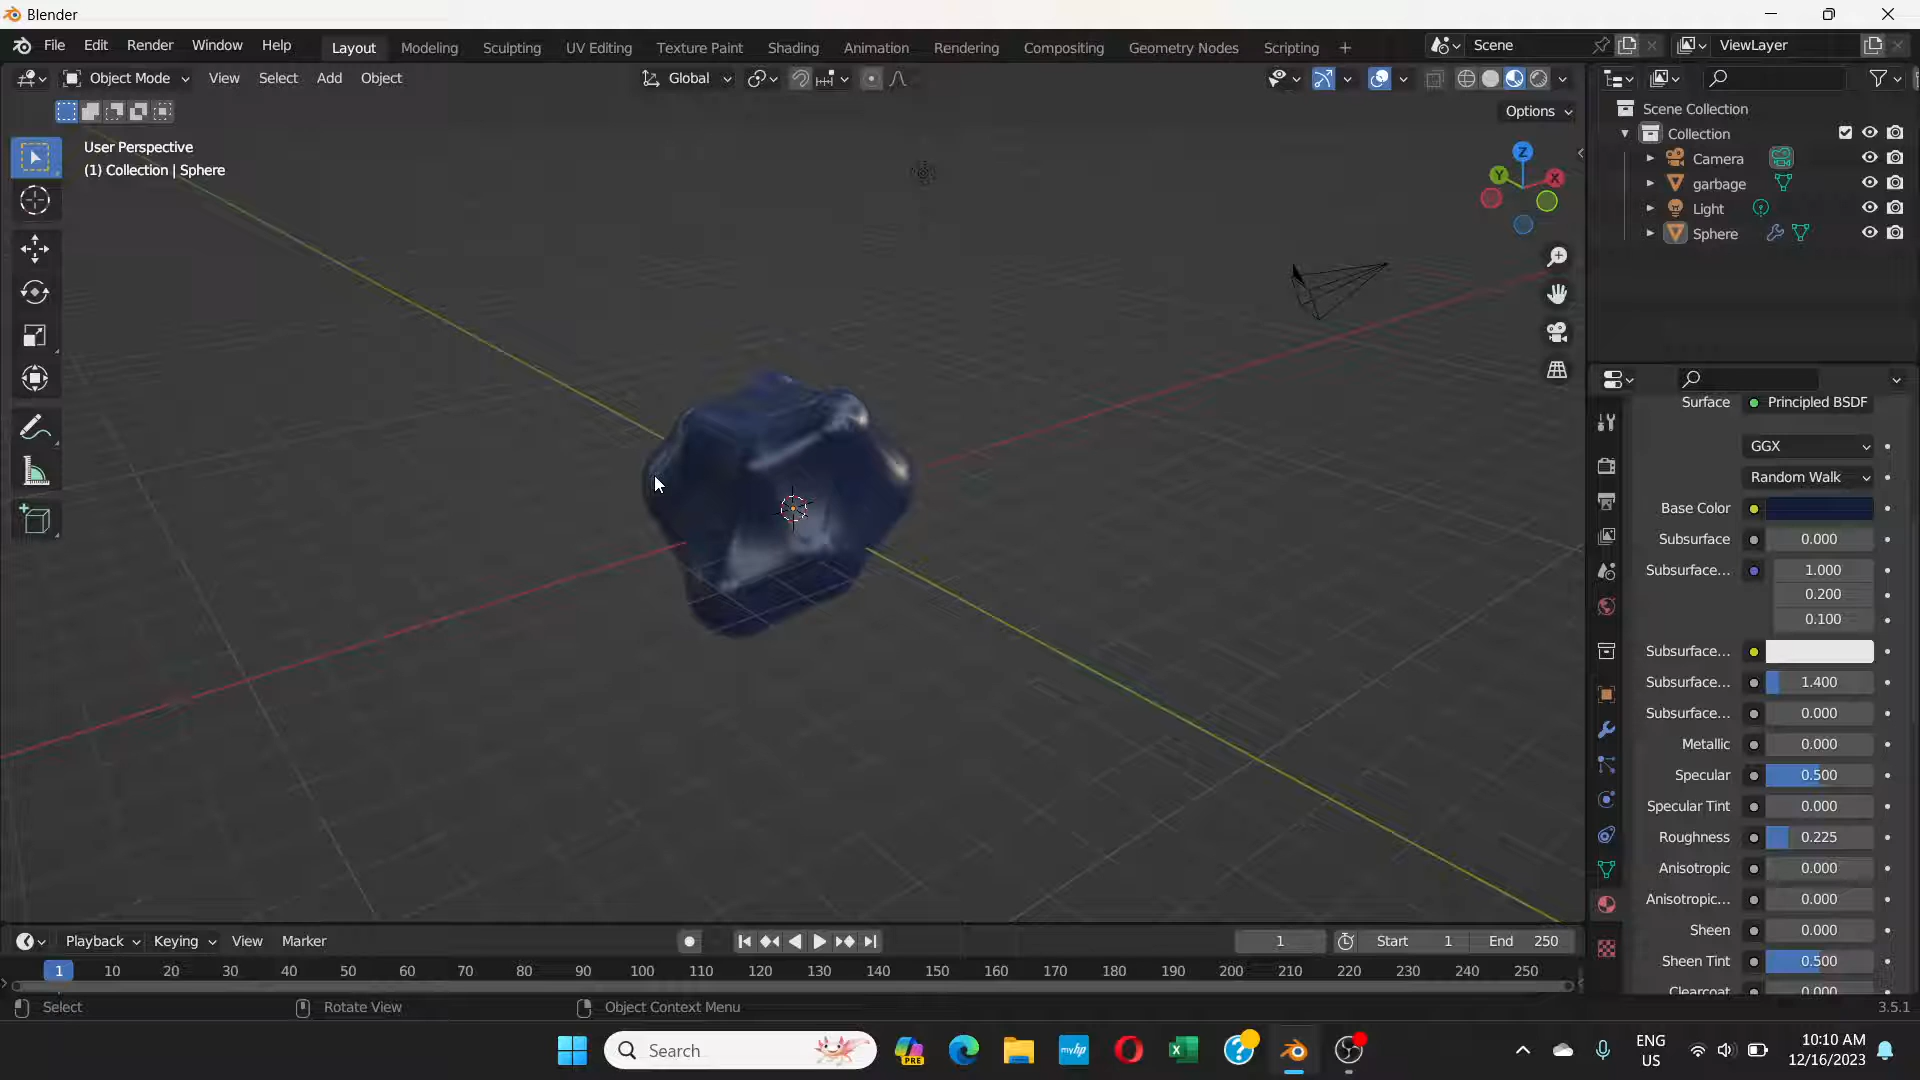 Blender
File Edit Render Window Help Layout Modeling Sculpting UV Editing Texture Paint Shading Animation Rendering Compositing Geometry Nodes Scripting + Scene ViewLayer
Object Mode View Select Add Object Global
Options
User Perspective
(1) Collection | Sphere
Z
Y
X
Scene Collection
Collection
Camera
garbage
Light
Sphere
Surface Principled BSDF
GGX
Random Walk
Base Color
Subsurface 0.000
Subsurface... 1.000
0.200
0.100
Subsurface...
Subsurface... 1.400
Subsurface... 0.000
Metallic 0.000
Specular 0.500
Specular Tint 0.000
Roughness 0.225
Anisotropic 0.000
Anisotropic... 0.000
Sheen 0.000
Sheen Tint 0.500
Clearcoat 0.000
Playback Keying View Marker 1 Start 1 End 250
1 10 20 30 40 50 60 70 80 90 100 110 120 130 140 150 160 170 180 190 200 210 220 230 240 250
Select Rotate View Object Context Menu 3.5.1
Search PRE myhp ENG US 10:10 AM
12/16/2023